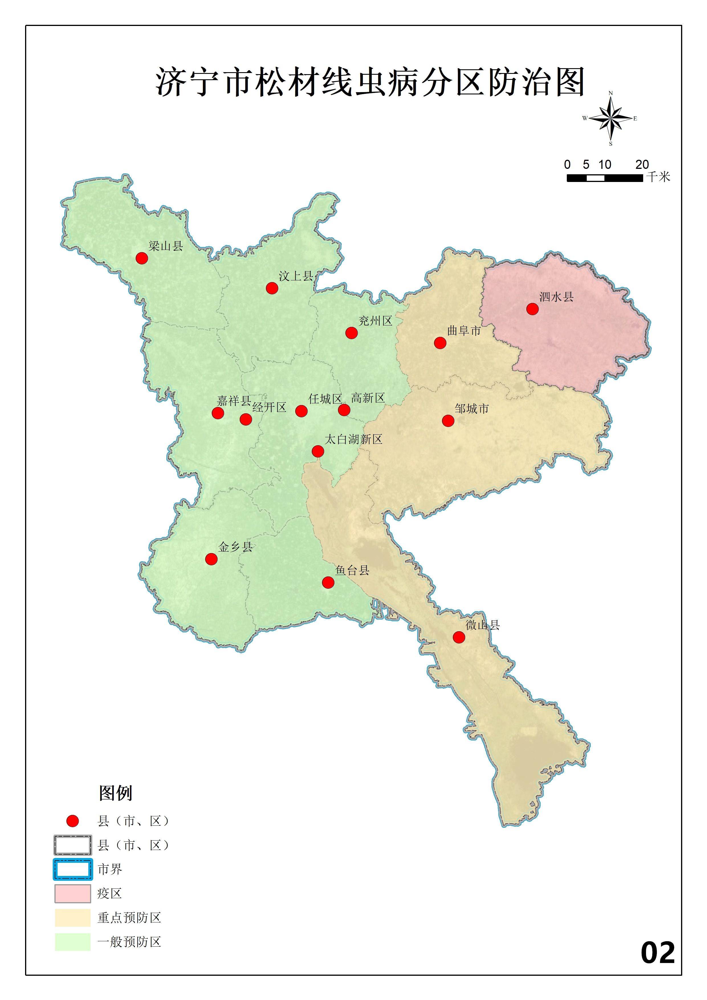 济宁市松材线虫病分区防治图
N
W
E
S
0 5 10 20
千米
梁山县
汶上县
泗水县
兖州区
曲阜市
嘉祥县
经开区
任城区
高新区
邹城市
太白湖新区
金乡县
鱼台县
微山县
图例
县（市、区）
县（市、区）
市界
疫区
重点预防区
一般预防区
02